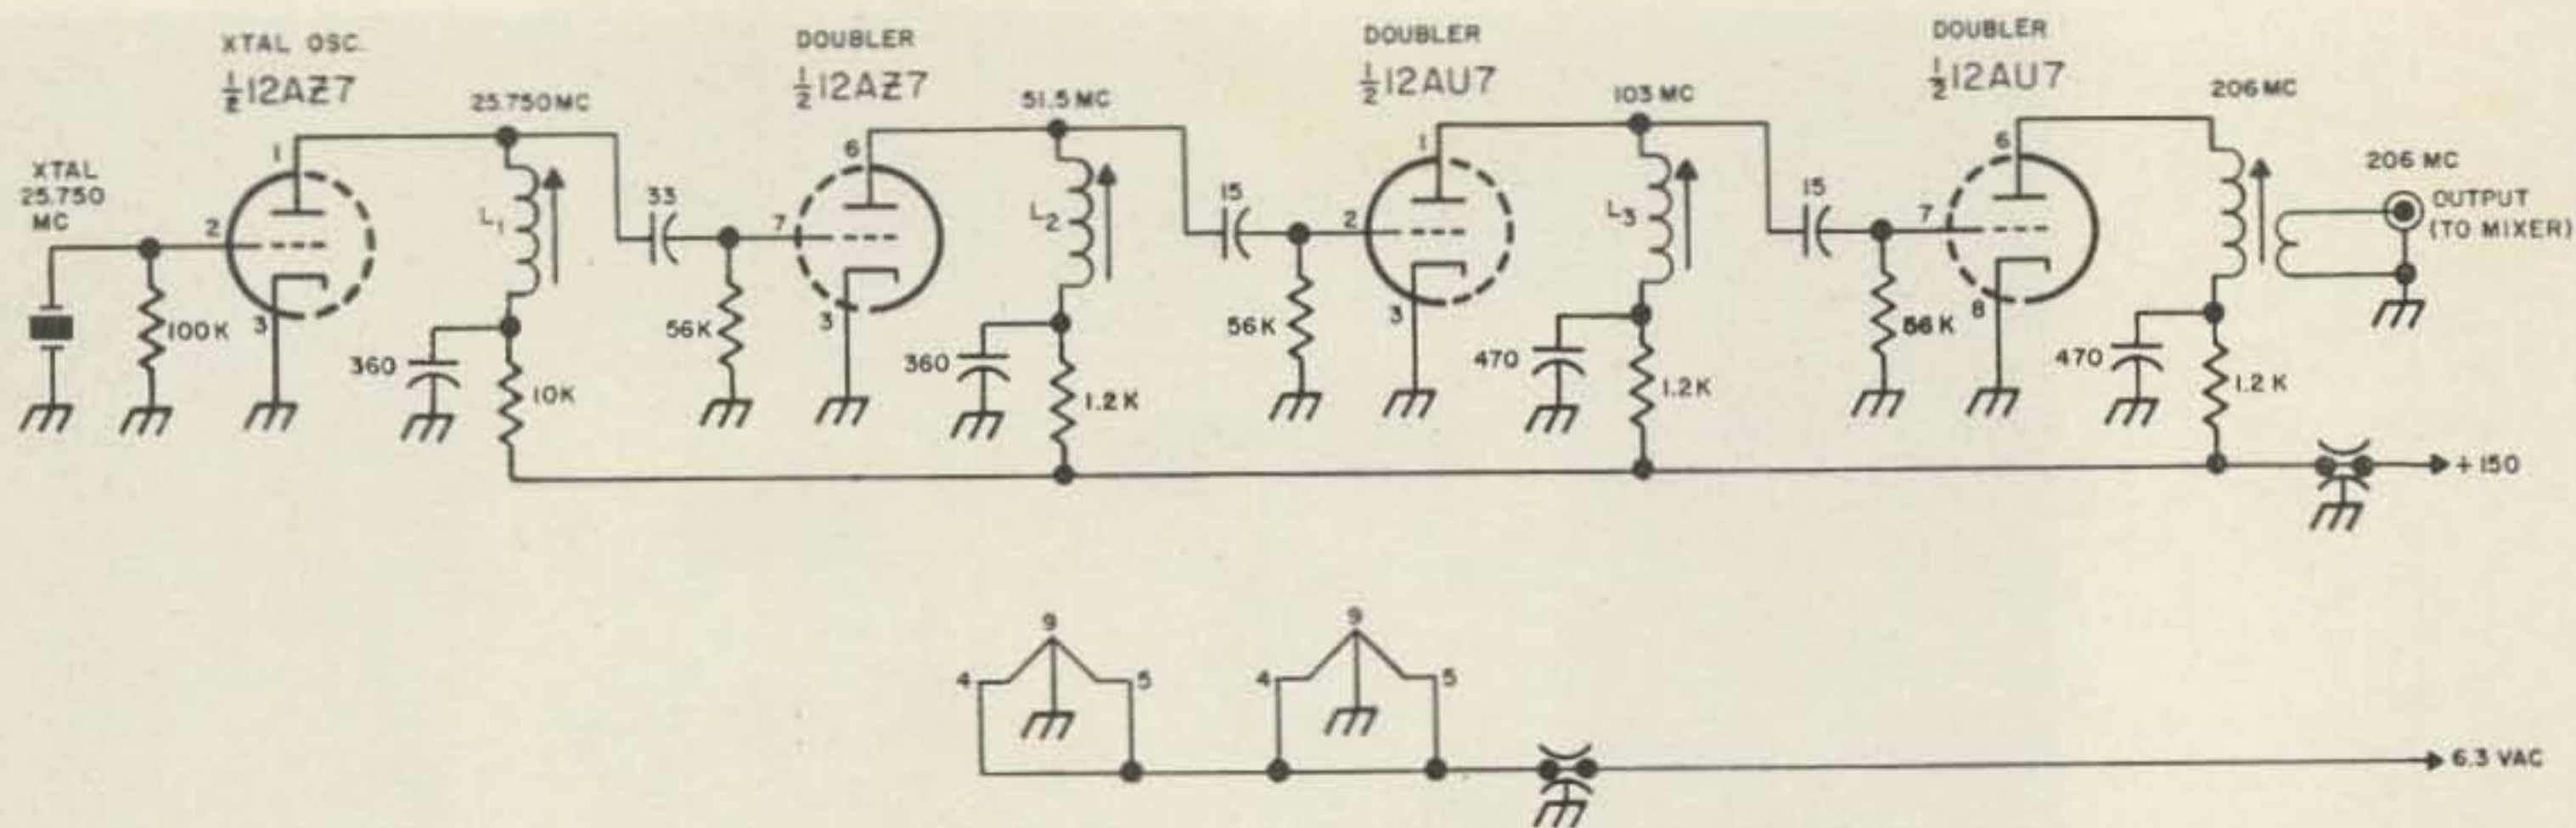 XTAL OSC.
½12AZ7
DOUBLER
½12AZ7
DOUBLER
½12AU7
DOUBLER
½12AU7
25.750MC
51.5 MC
103 MC
206 MC
XTAL
25.750
MC
1
2
3
100K
L1
360
10K
33
6
7
3
56K
L2
360
1.2K
15
1
2
3
56K
L3
470
1.2K
15
6
7
8
56K
470
1.2 K
206 MC
OUTPUT
(TO MIXER)
+150
9
4
5
9
4
5
6.3 VAC